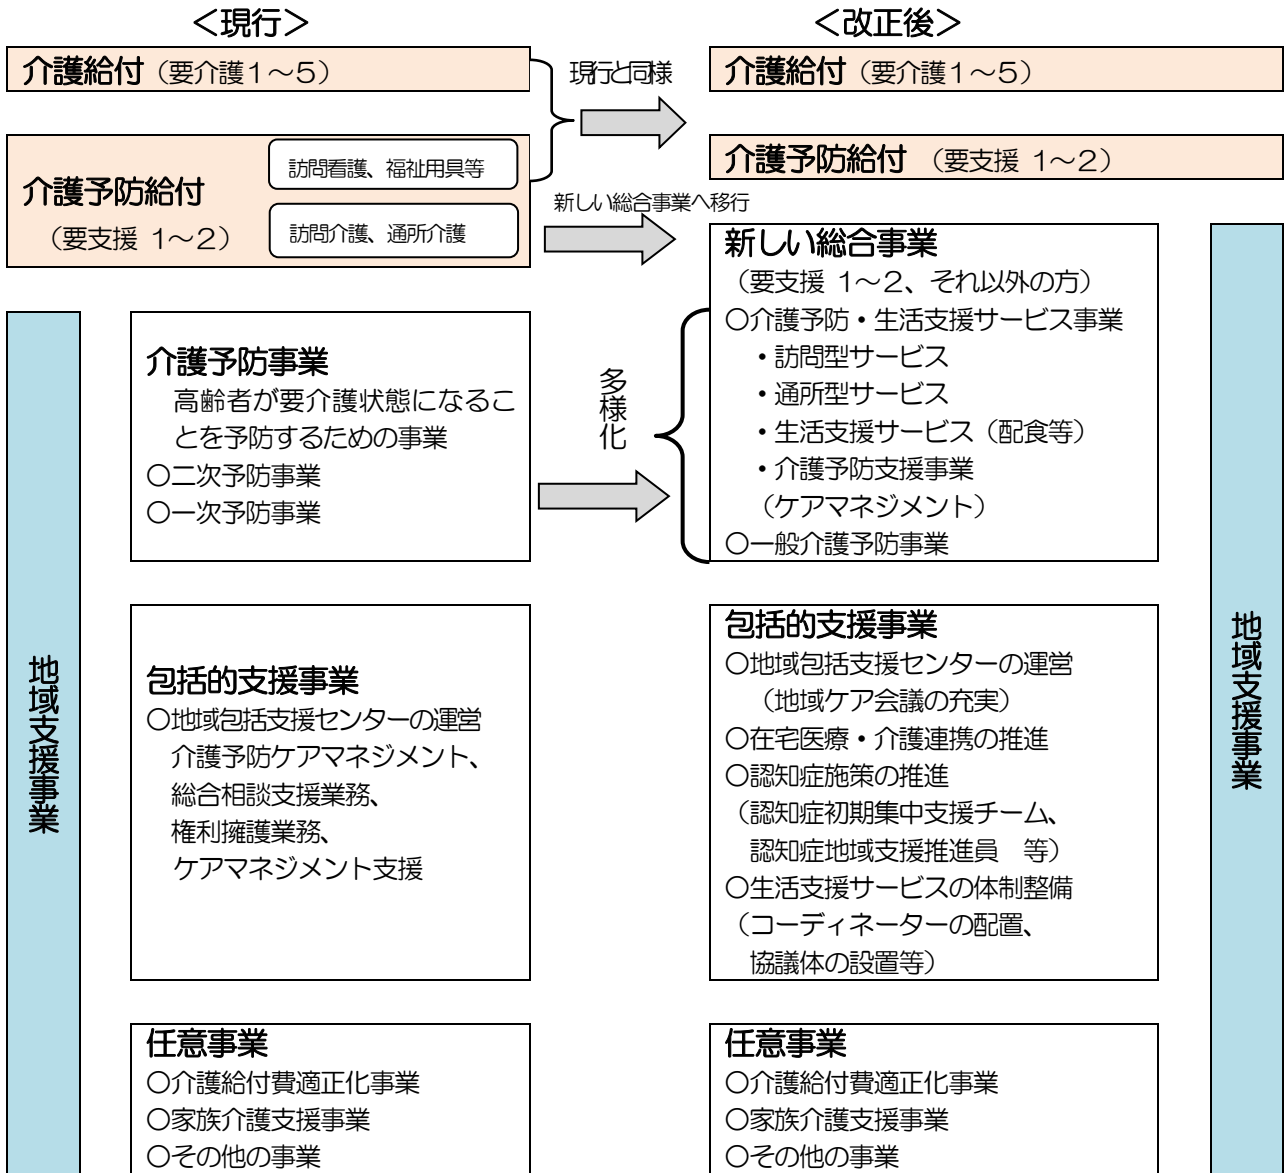 ＜現行＞
介護給付（要介護１～５）
介護予防給付
（要支援 １～２）
訪問看護、福祉用具等
訪問介護、通所介護
現行と同様
新しい総合事業へ移行
地域支援事業
介護予防事業
高齢者が要介護状態になるこ
とを予防するための事業
○二次予防事業
○一次予防事業
多様化
包括的支援事業
○地域包括支援センターの運営
介護予防ケアマネジメント、
総合相談支援業務、
権利擁護業務、
ケアマネジメント支援
任意事業
○介護給付費適正化事業
○家族介護支援事業
○その他の事業
＜改正後＞
介護給付（要介護１～５）
介護予防給付 （要支援 １～２）
新しい総合事業
（要支援 １～２、それ以外の方）
○介護予防・生活支援サービス事業
・訪問型サービス
・通所型サービス
・生活支援サービス（配食等）
・介護予防支援事業
（ケアマネジメント）
○一般介護予防事業
包括的支援事業
○地域包括支援センターの運営
（地域ケア会議の充実）
○在宅医療・介護連携の推進
○認知症施策の推進
（認知症初期集中支援チーム、
認知症地域支援推進員　等）
○生活支援サービスの体制整備
（コーディネーターの配置、
協議体の設置等）
任意事業
○介護給付費適正化事業
○家族介護支援事業
○その他の事業
地域支援事業